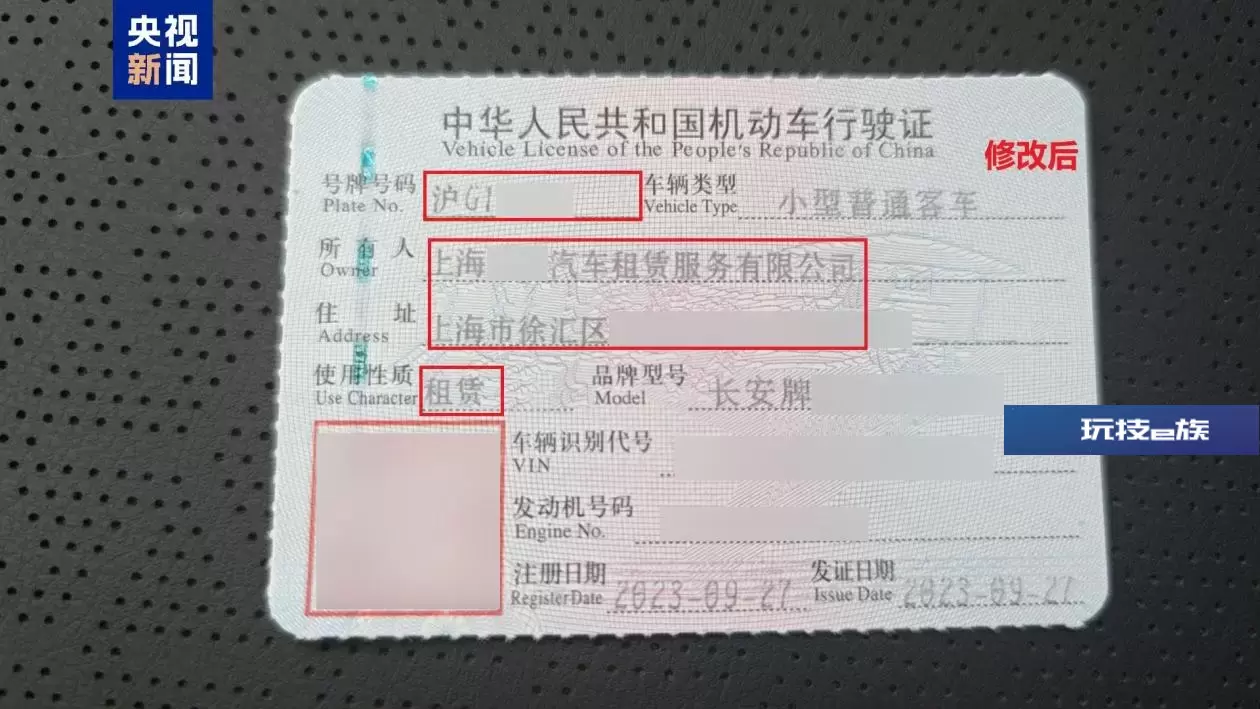 央视
新闻
中华人民共和国机动车行驶证
Vehicle License of the People's Republic of China
修改后
号牌号码 沪G1 车辆类型 小型普通客车
Plate No. Vehicle Type
所有人 上海 汽车租赁服务有限公司
Owner
住址 上海市徐汇区
Address
使用性质 租赁 品牌型号 长安牌
Use Character Model
玩技e族
车辆识别代号
VIN
发动机号码
Engine No.
注册日期 2023-09-27 发证日期 2023-09-27
Register Date Issue Date